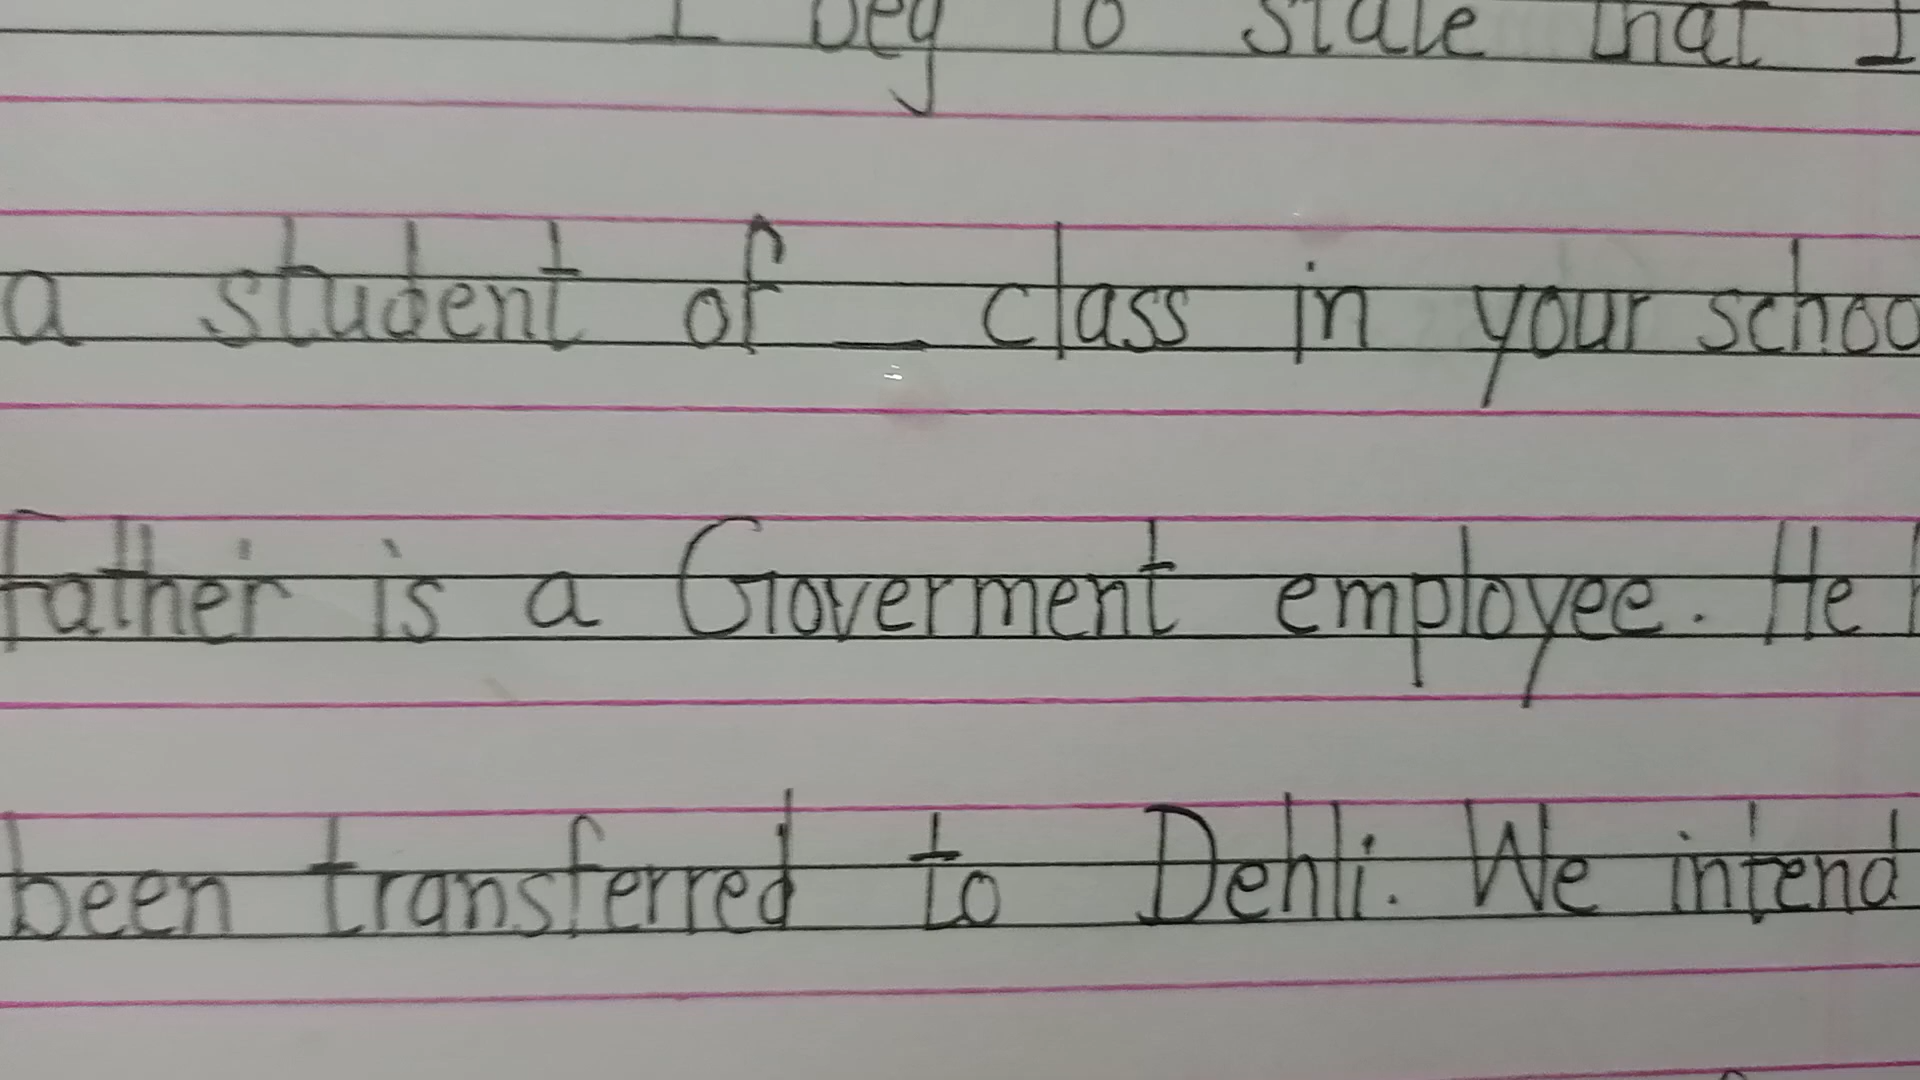 I beg to state that I
a student of __ class in your schoo
father is a Goverment employee. He h
been transferred to Dehli. We intend